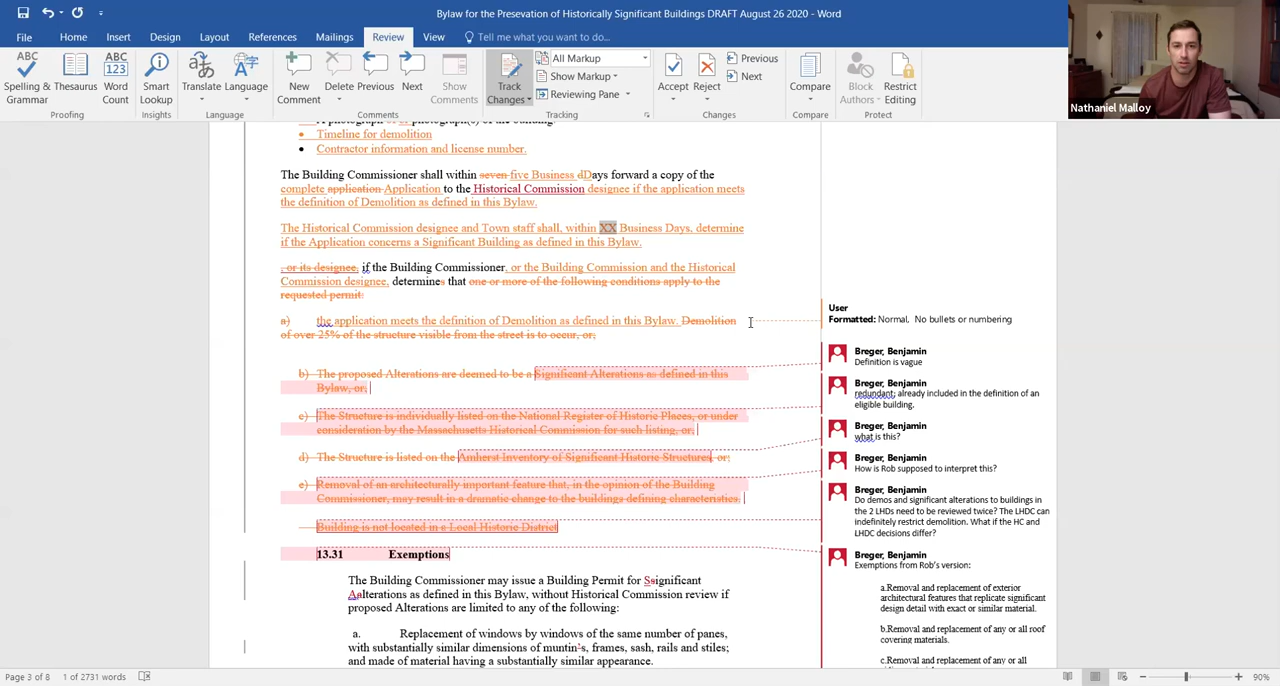 Bylaw for the Presevation of Historically Significant Buildings DRAFT August 26 2020 - Word
File Home Insert Design Layout References Mailings Review View Tell me what you want to do...
ABC Spelling & Grammar
Thesaurus
ABC 123 Word Count
Smart Lookup
Translate
Language
New Comment
Delete
Previous
Next
Show Comments
Track Changes
All Markup
Show Markup
Reviewing Pane
Accept
Reject
Previous
Next
Compare
Block Authors
Restrict Editing
Proofing Insights Language Comments Tracking Changes Compare Protect
Nathaniel Malloy
• Timeline for demolition
• Contractor information and license number.
The Building Commissioner shall within seven five Business dDays forward a copy of the
complete application Application to the Historical Commission designee if the application meets
the definition of Demolition as defined in this Bylaw.
The Historical Commission designee and Town staff shall, within XX Business Days, determine
if the Application concerns a Significant Building as defined in this Bylaw.
, or its designee, if the Building Commissioner, or the Building Commission and the Historical
Commission designee, determines that one or more of the following conditions apply to the
requested permit:
a) the application meets the definition of Demolition as defined in this Bylaw. Demolition
of over 25% of the structure visible from the street is to occur, or;
b) The proposed Alterations are deemed to be a Significant Alterations as defined in this
Bylaw, or;
c) The Structure is individually listed on the National Register of Historic Places, or under
consideration by the Massachusetts Historical Commission for such listing, or,
d) The Structure is listed on the Amherst Inventory of Significant Historic Structures, or;
e) Removal of an architecturally important feature that, in the opinion of the Building
Commissioner, may result in a dramatic change to the buildings defining characteristics.
Building is not located in s Local Historic District
13.31 Exemptions
The Building Commissioner may issue a Building Permit for Ssignificant
Aalterations as defined in this Bylaw, without Historical Commission review if
proposed Alterations are limited to any of the following:
a. Replacement of windows by windows of the same number of panes,
with substantially similar dimensions of muntin's, frames, sash, rails and stiles;
and made of material having a substantially similar appearance.
User
Formatted: Normal, No bullets or numbering
Breger, Benjamin
Definition is vague
Breger, Benjamin
redundant; already included in the definition of an
eligible building.
Breger, Benjamin
what is this?
Breger, Benjamin
How is Rob supposed to interpret this?
Breger, Benjamin
Do demos and significant alterations to buildings in
the 2 LHDs need to be reviewed twice? The LHDC can
indefinitely restrict demolition. What if the HC and
LHDC decisions differ?
Breger, Benjamin
Exemptions from Rob's version:
a.Removal and replacement of exterior
architectural features that replicate significant
design detail with exact or similar material.
b.Removal and replacement of any or all roof
covering materials.
c.Removal and replacement of any or all
Page 3 of 8 1 of 2731 words 90%